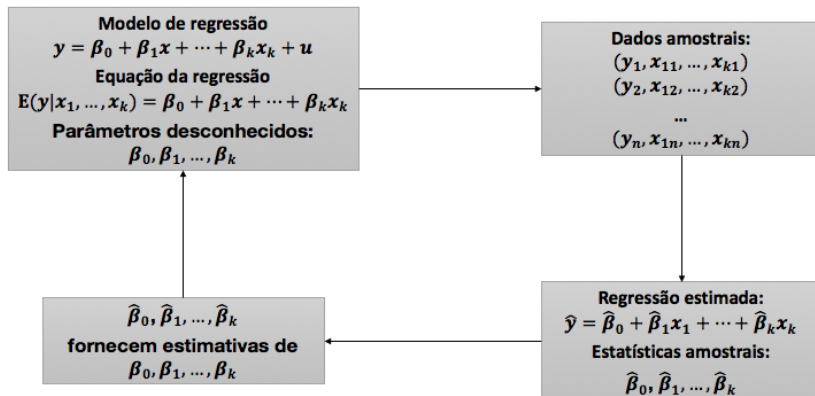 Modelo de regressão
y = β₀ + β₁x + ⋯ + βₖxₖ + u
Equação da regressão
E(y|x₁, …, xₖ) = β₀ + β₁x + ⋯ + βₖxₖ
Parâmetros desconhecidos:
β₀, β₁, …, βₖ
Dados amostrais:
(y₁, x₁₁, …, xₖ₁)
(y₂, x₁₂, …, xₖ₂)
…
(yₙ, x₁ₙ, …, xₖₙ)
Regressão estimada:
ŷ = β̂₀ + β̂₁x₁ + ⋯ + β̂ₖxₖ
Estatísticas amostrais:
β̂₀, β̂₁, …, β̂ₖ
β̂₀, β̂₁, …, β̂ₖ
fornecem estimativas de
β₀, β₁, …, βₖ